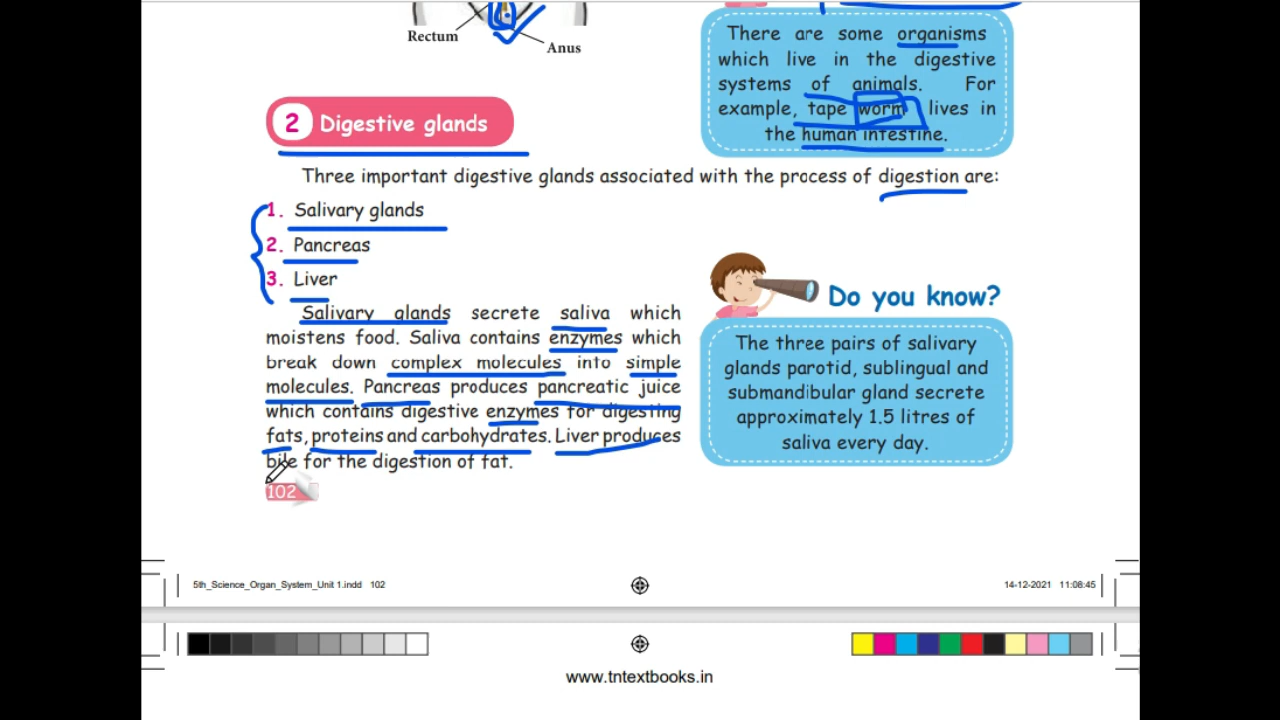 Rectum
Anus
There are some organisms
which live in the digestive
systems of animals. For
example, tape worm lives in
the human intestine.
2 Digestive glands
Three important digestive glands associated with the process of digestion are:
1. Salivary glands
2. Pancreas
3. Liver
Salivary glands secrete saliva which
moistens food. Saliva contains enzymes which
break down complex molecules into simple
molecules. Pancreas produces pancreatic juice
which contains digestive enzymes for digesting
fats, proteins and carbohydrates. Liver produces
bile for the digestion of fat.
Do you know?
The three pairs of salivary
glands parotid, sublingual and
submandibular gland secrete
approximately 1.5 litres of
saliva every day.
102
5th_Science_Organ_System_Unit 1.indd 102
14-12-2021 11:08:45
www.tntextbooks.in